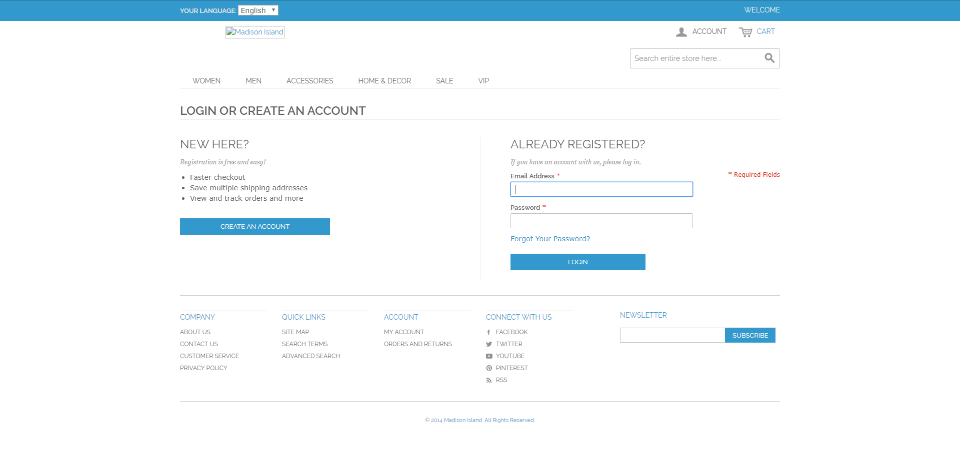 YOUR LANGUAGE: English
WELCOME
Madison Island
ACCOUNT
CART
Search entire store here...
WOMEN
MEN
ACCESSORIES
HOME & DECOR
SALE
VIP
LOGIN OR CREATE AN ACCOUNT
NEW HERE?
Registration is free and easy!
Faster checkout
Save multiple shipping addresses
View and track orders and more
CREATE AN ACCOUNT
ALREADY REGISTERED?
If you have an account with us, please log in.
* Required Fields
Email Address *
Password *
Forgot Your Password?
LOGIN
COMPANY
ABOUT US
CONTACT US
CUSTOMER SERVICE
PRIVACY POLICY
QUICK LINKS
SITE MAP
SEARCH TERMS
ADVANCED SEARCH
ACCOUNT
MY ACCOUNT
ORDERS AND RETURNS
CONNECT WITH US
FACEBOOK
TWITTER
YOUTUBE
PINTEREST
RSS
NEWSLETTER
SUBSCRIBE
© 2014 Madison Island. All Rights Reserved.